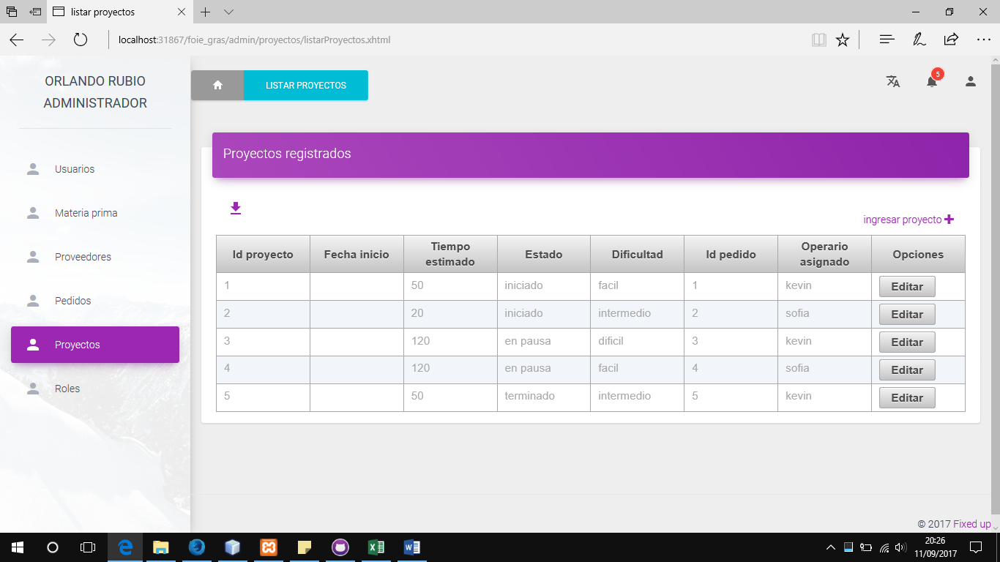 listar proyectos
localhost:31867/foie_gras/admin/proyectos/listarProyectos.xhtml
ORLANDO RUBIO
ADMINISTRADOR
LISTAR PROYECTOS
5
Usuarios
Materia prima
Proveedores
Pedidos
Proyectos
Roles
Proyectos registrados
ingresar proyecto
Id proyecto Fecha inicio Tiempo estimado Estado Dificultad Id pedido Operario asignado Opciones
1 50 iniciado facil 1 kevin Editar
2 20 iniciado intermedio 2 sofia Editar
3 120 en pausa dificil 3 kevin Editar
4 120 en pausa facil 4 sofia Editar
5 50 terminado intermedio 5 kevin Editar
© 2017 Fixed up
20:26
11/09/2017